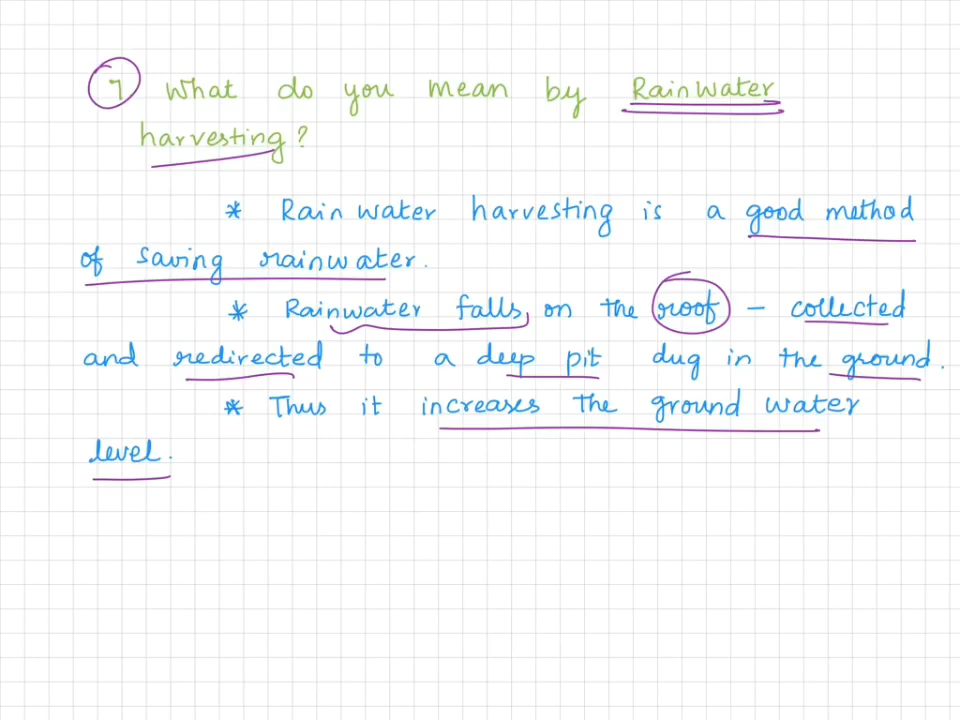 7 What do you mean by Rainwater
harvesting?
* Rain water harvesting is a good method
of saving rainwater.
* Rainwater falls on the roof - collected
and redirected to a deep pit dug in the ground.
* Thus it increases the ground water
level.